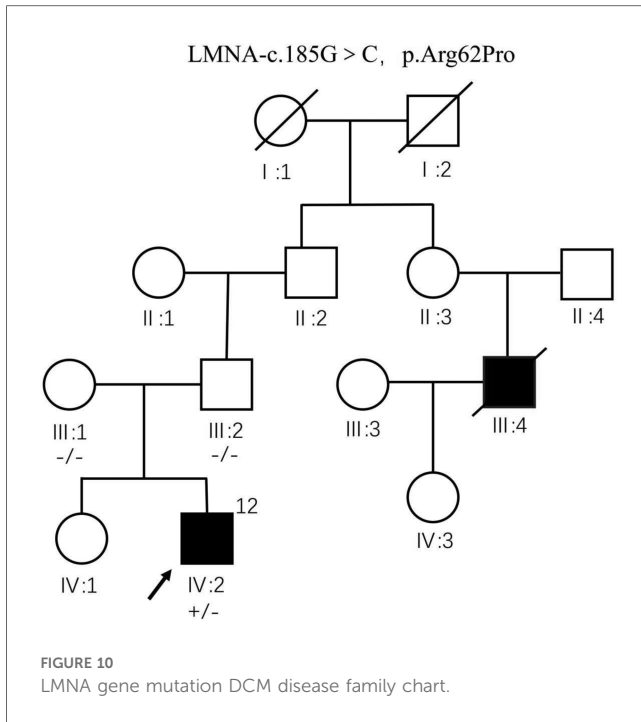 LMNA-c.185G > C, p.Arg62Pro
I:1
I:2
II:1
II:2
II:3
II:4
III:1
-/-
III:2
-/-
III:3
III:4
12
IV:1
IV:2
+/-
IV:3
FIGURE 10
LMNA gene mutation DCM disease family chart.